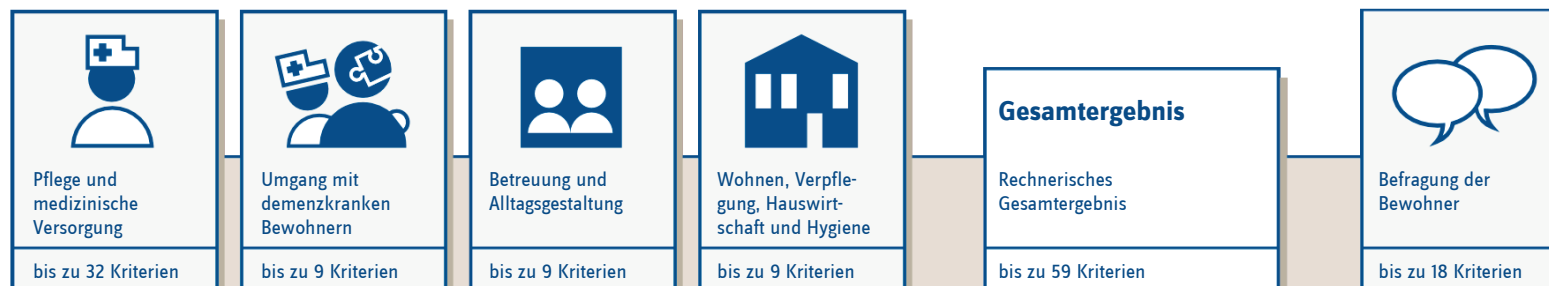 Pflege und
medizinische
Versorgung
bis zu 32 Kriterien
Umgang mit
demenzkranken
Bewohnern
bis zu 9 Kriterien
Betreuung und
Alltagsgestaltung
bis zu 9 Kriterien
Wohnen, Verpfle-
gung, Hauswirt-
schaft und Hygiene
bis zu 9 Kriterien
Gesamtergebnis
Rechnerisches
Gesamtergebnis
bis zu 59 Kriterien
Befragung der
Bewohner
bis zu 18 Kriterien